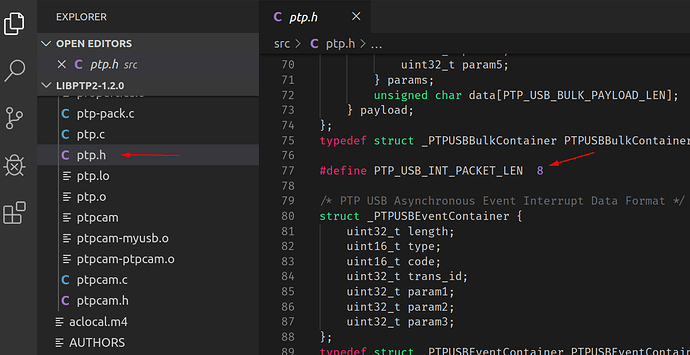 EXPLORER
OPEN EDITORS
ptp.h src
LIBPTP2-1.2.0
ptp-pack.c
ptp.c
ptp.h
ptp.lo
ptp.o
ptpcam
ptpcam-myusb.o
ptpcam-ptpcam.o
ptpcam.c
ptpcam.h
aclocal.m4
AUTHORS
C ptp.h
src > C ptp.h > ...
70 uint32_t param5;
71 } params;
72 unsigned char data[PTP_USB_BULK_PAYLOAD_LEN];
73 } payload;
74 };
75 typedef struct _PTPUSBBulkContainer PTPUSBBulkContainer
76
77 #define PTP_USB_INT_PACKET_LEN 8
78
79 /* PTP USB Asynchronous Event Interrupt Data Format */
80 struct _PTPUSBEventContainer {
81 uint32_t length;
82 uint16_t type;
83 uint16_t code;
84 uint32_t trans_id;
85 uint32_t param1;
86 uint32_t param2;
87 uint32_t param3;
88 };
89 typedef struct _PTPUSBEventContainer PTPUSBEventContain